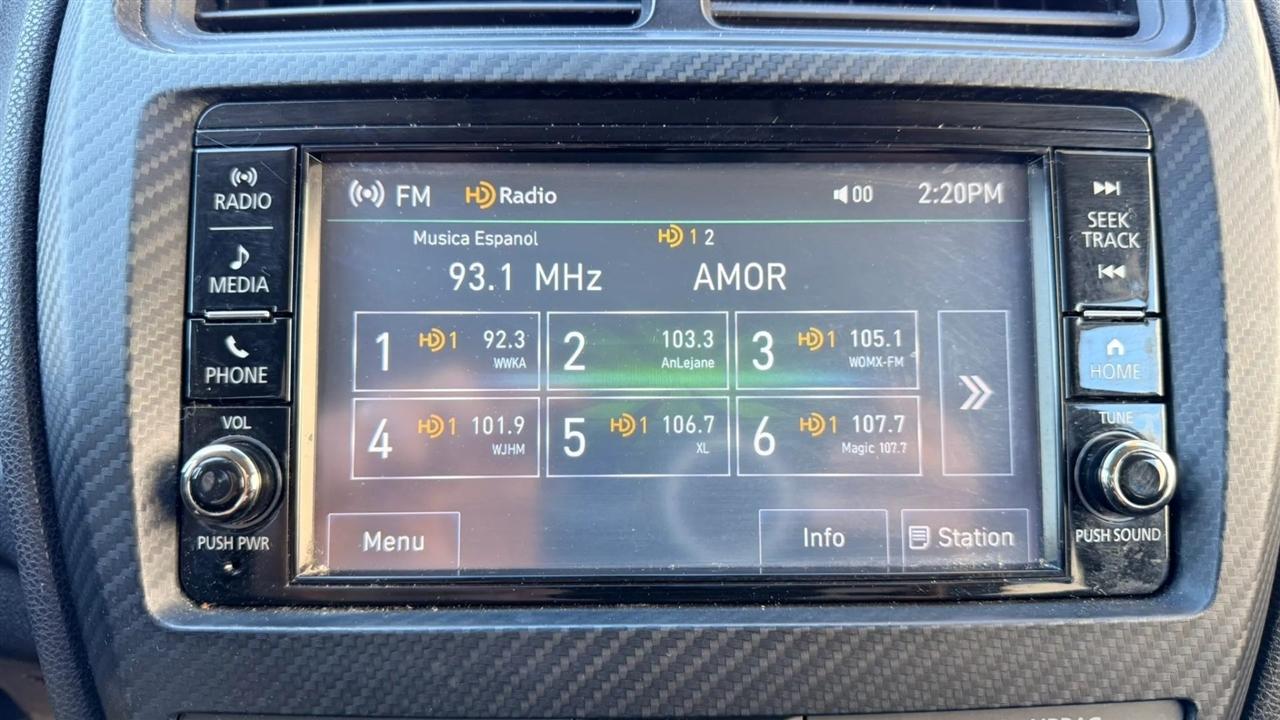 RADIO
MEDIA
PHONE
VOL
PUSH PWR
FM HD Radio 00 2:20PM
Musica Espanol HD 1 2
93.1 MHz AMOR
1 HD 1 92.3
WWKA
2 103.3
AnLejane
3 HD 1 105.1
WOMX-FM
4 HD 1 101.9
WJHM
5 HD 1 106.7
XL
6 HD 1 107.7
Magic 107.7
Menu Info Station
SEEK
TRACK
HOME
TUNE
PUSH SOUND